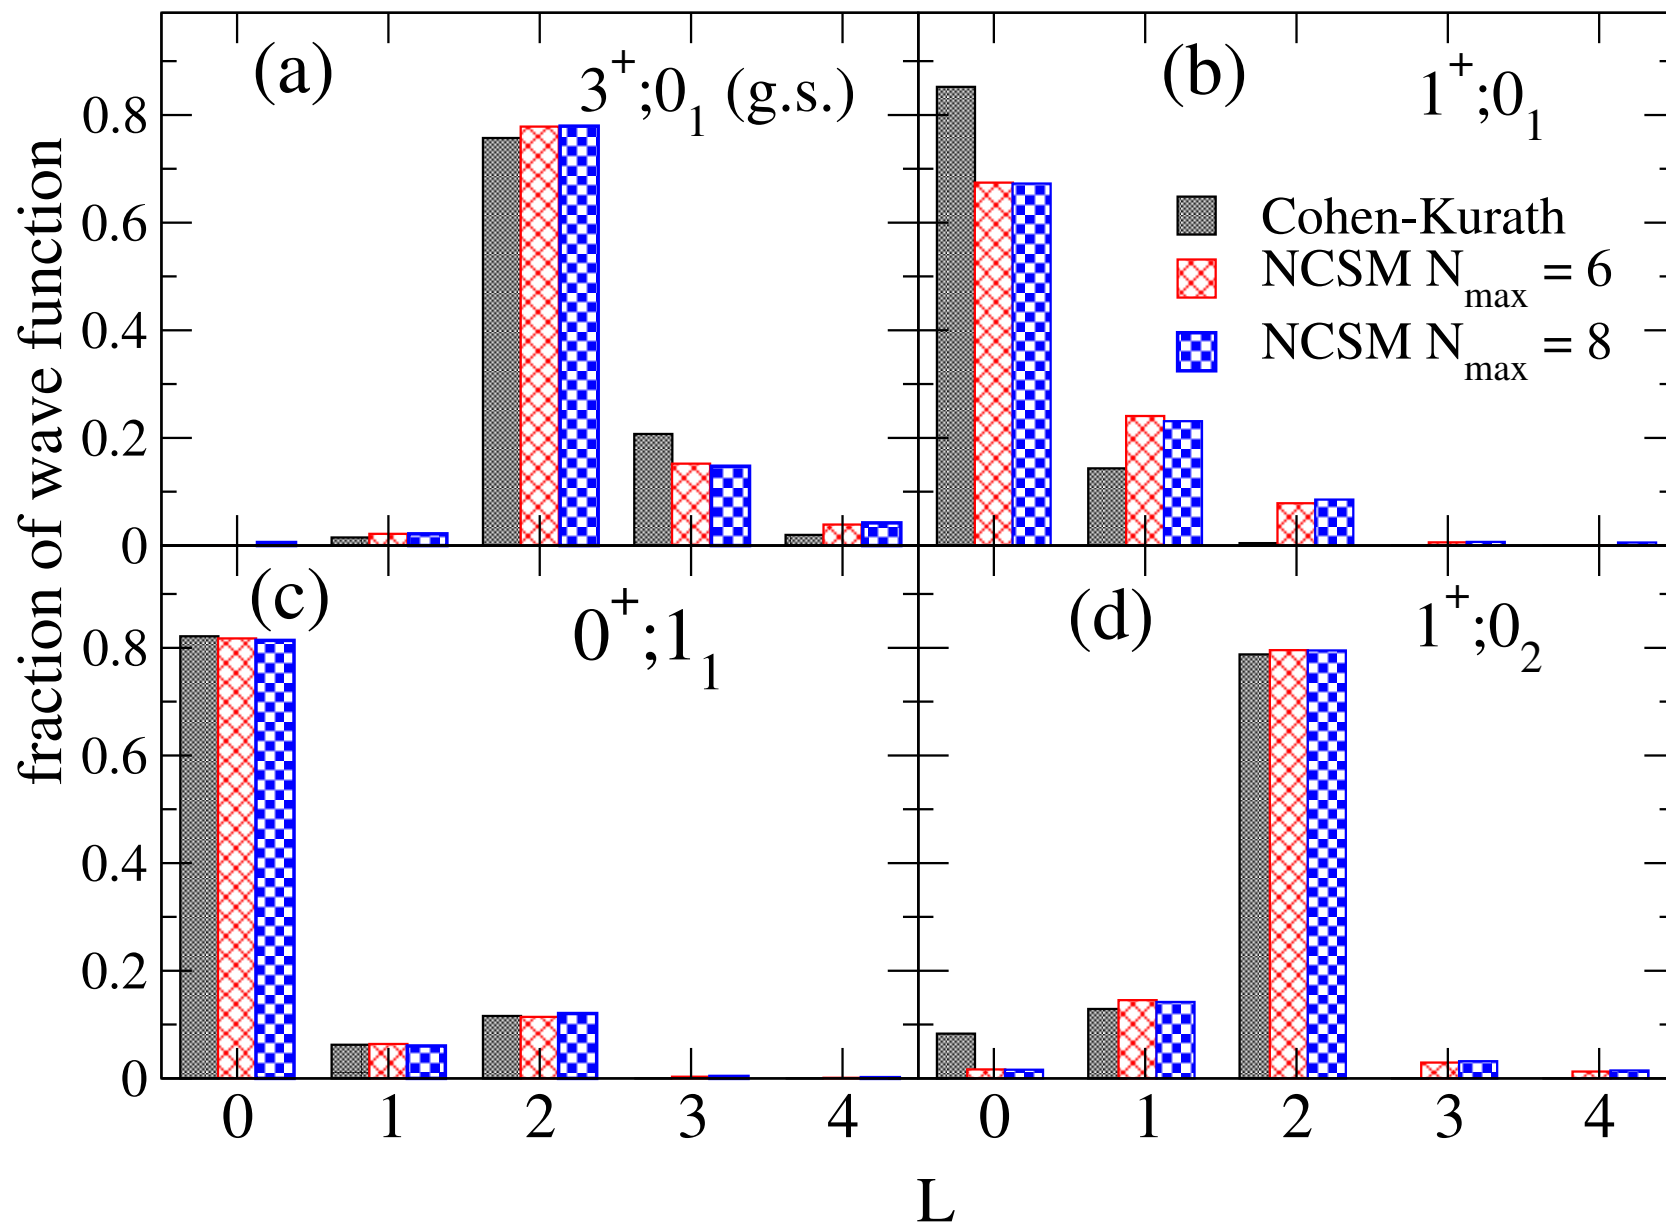 (a)
3⁺;0₁ (g.s.)
(b)
1⁺;0₁
Cohen-Kurath
NCSM Nₘₐₓ = 6
NCSM Nₘₐₓ = 8
0.8
0.6
0.4
0.2
0
(c)
0⁺;1₁
(d)
1⁺;0₂
0.8
0.6
0.4
0.2
0
fraction of wave function
0 1 2 3 4
0 1 2 3 4
L